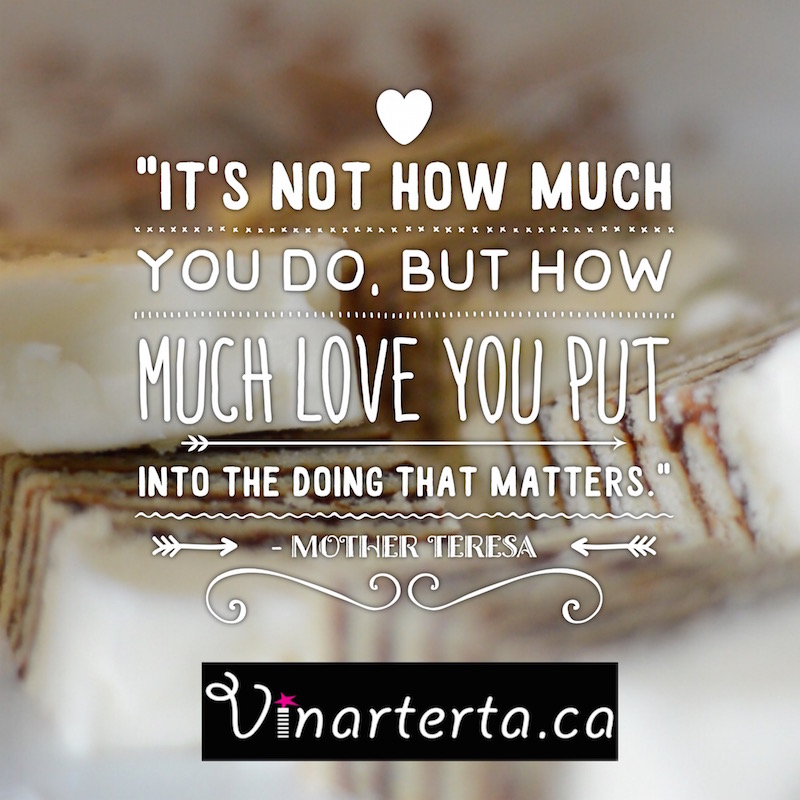 "IT'S NOT HOW MUCH
YOU DO, BUT HOW
MUCH LOVE YOU PUT
INTO THE DOING THAT MATTERS."
- MOTHER TERESA
Vinarterta.ca